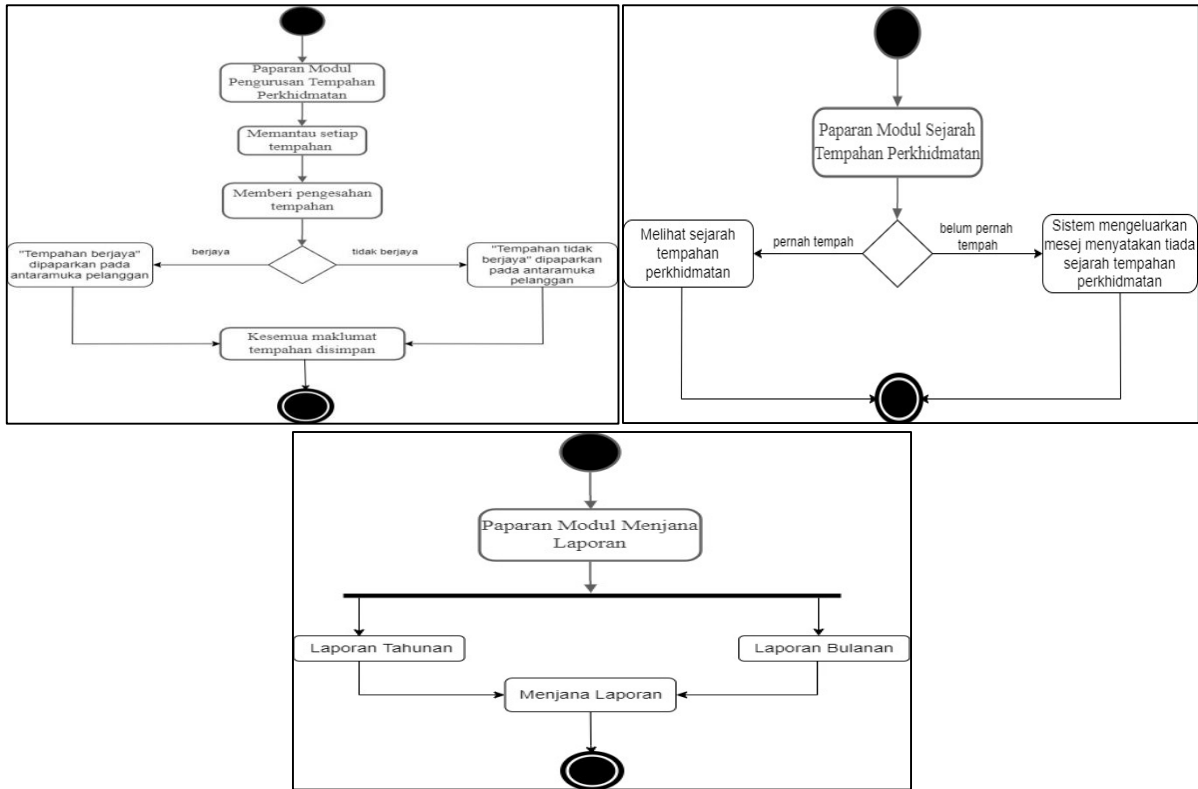 Paparan Modul
Pengurusan Tempahan
Perkhidmatan
Memantau setiap
tempahan
Memberi pengesahan
tempahan
berjaya
tidak berjaya
"Tempahan berjaya"
dipaparkan pada
antaramuka pelanggan
"Tempahan tidak
berjaya" dipaparkan
pada antaramuka
pelanggan
Kesemua maklumat
tempahan disimpan
Paparan Modul Sejarah
Tempahan Perkhidmatan
pernah tempah
belum pernah
tempah
Melihat sejarah
tempahan
perkhidmatan
Sistem mengeluarkan
mesej menyatakan tiada
sejarah tempahan
perkhidmatan
Paparan Modul Menjana
Laporan
Laporan Tahunan
Laporan Bulanan
Menjana Laporan